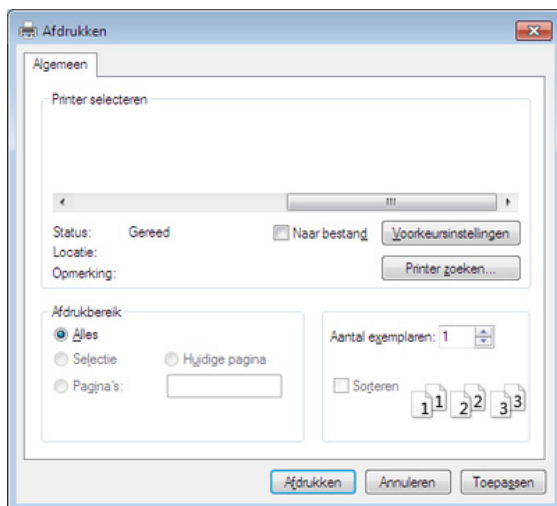 Afdrukken
Algemeen
Printer selecteren
Status: Gereed
Naar bestand
Voorkeursinstellingen
Locatie:
Opmerking:
Printer zoeken...
Afdrukbereik
Alles
Selectie
Huidige pagina
Pagina's:
Aantal exemplaren: 1
Sorteren
1 1 2 2 3 3
Afdrukken
Annuleren
Toepassen